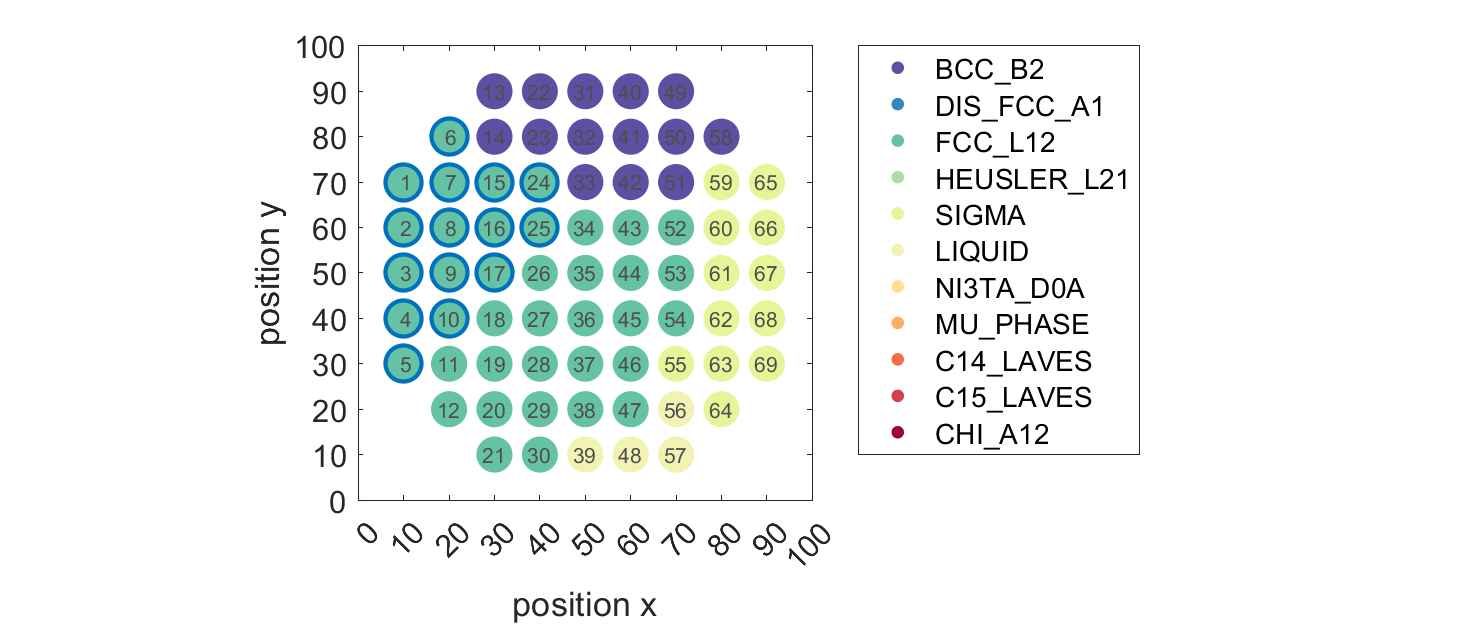 100
90
80
70
60
50
40
30
20
10
0
position y
13 22 31 40 49
6 14 23 32 41 50 58
1 7 15 24 33 42 51 59 65
2 8 16 25 34 43 52 60 66
3 9 17 26 35 44 53 61 67
4 10 18 27 36 45 54 62 68
5 11 19 28 37 46 55 63 69
12 20 29 38 47 56 64
21 30 39 48 57
0 10 20 30 40 50 60 70 80 90 100
position x
BCC_B2
DIS_FCC_A1
FCC_L12
HEUSLER_L21
SIGMA
LIQUID
NI3TA_D0A
MU_PHASE
C14_LAVES
C15_LAVES
CHI_A12